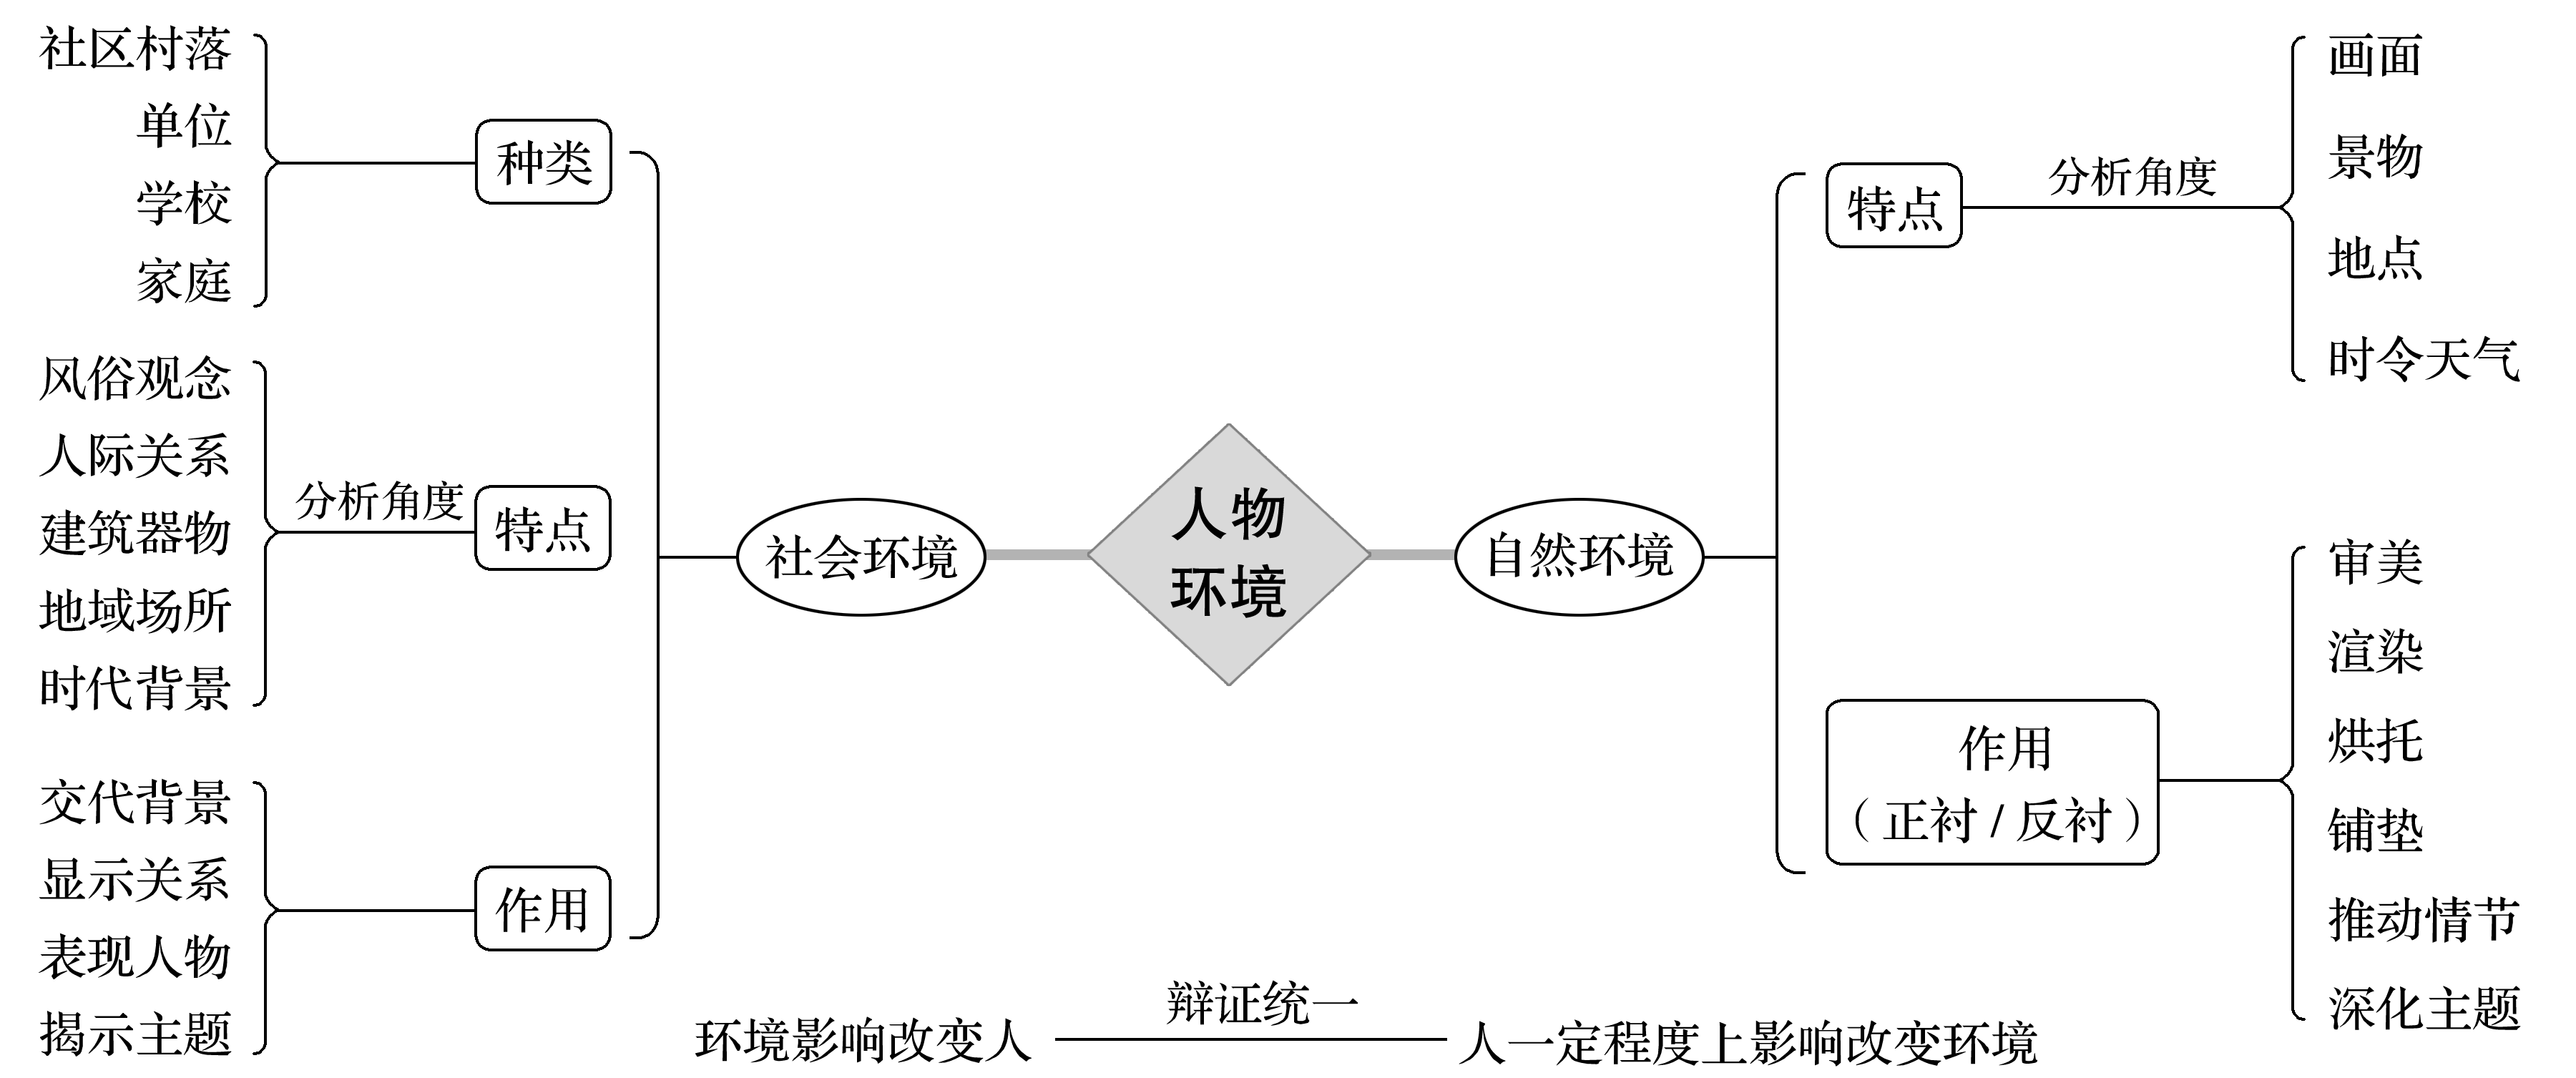 社区村落
单位
学校
家庭
种类
风俗观念
人际关系
建筑器物
地域场所
时代背景
分析角度
特点
交代背景
显示关系
表现人物
揭示主题
作用
社会环境
人物
环境
自然环境
特点
分析角度
画面
景物
地点
时令天气
作用
（正衬/反衬）
审美
渲染
烘托
铺垫
推动情节
深化主题
环境影响改变人
辩证统一
人一定程度上影响改变环境